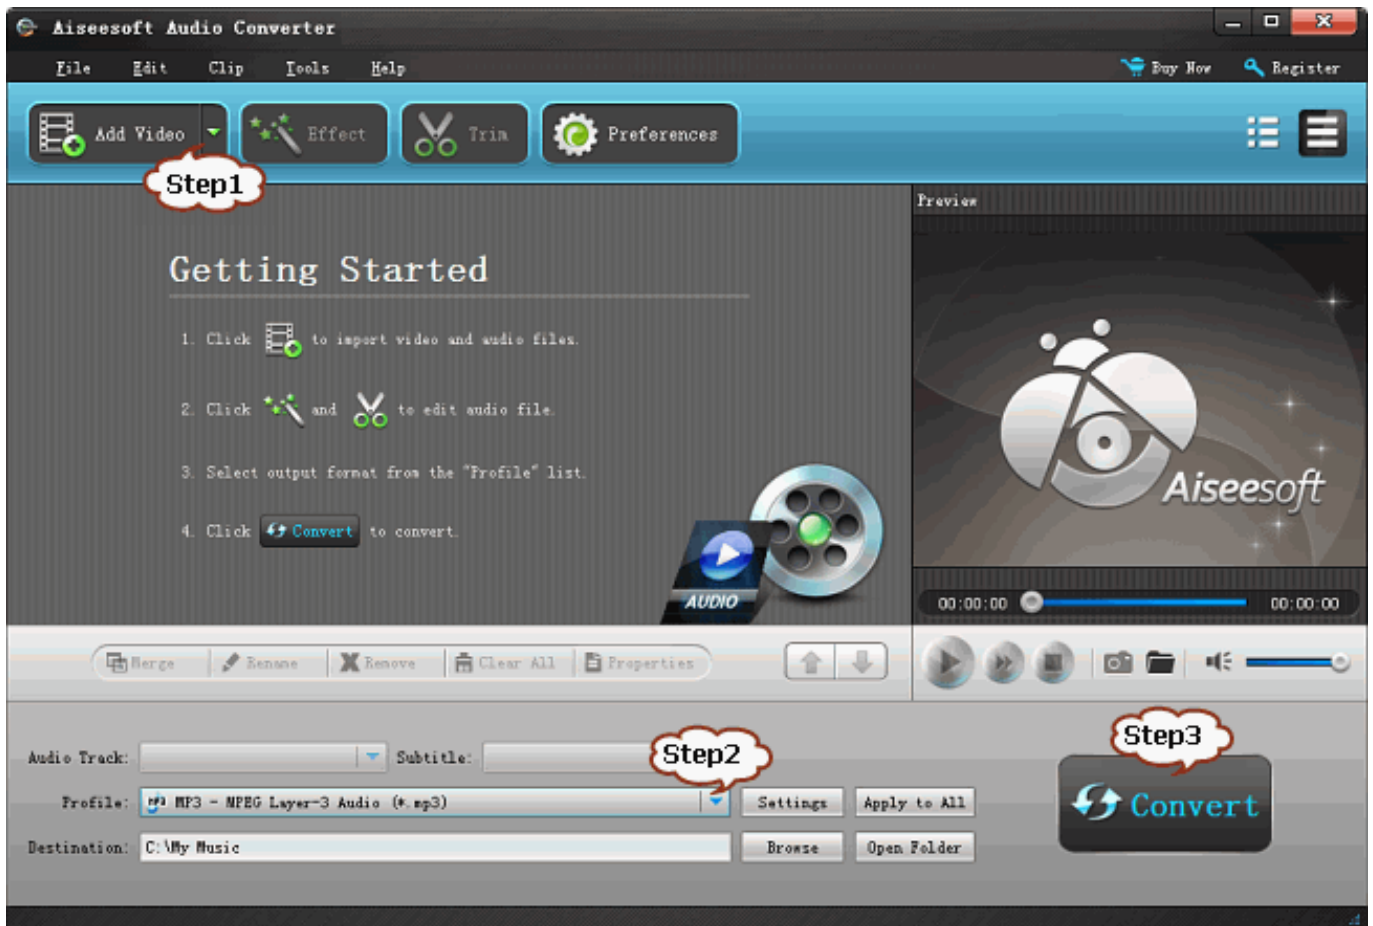 Aiseesoft Audio Converter
File Edit Clip Tools Help Buy Now Register
Add Video Effect Trim Preferences
Step1
Preview
Getting Started
1. Click to import video and audio files.
2. Click and to edit audio file.
3. Select output format from the "Profile" list.
4. Click Convert to convert.
AUDIO
Aiseesoft
00:00:00 00:00:00
Merge Rename Remove Clear All Properties
Step2
Step3
Audio Track: Subtitle:
Profile: MP3 - MPEG Layer-3 Audio (*.mp3) Settings Apply to All
Convert
Destination: C:\My Music Browse Open Folder